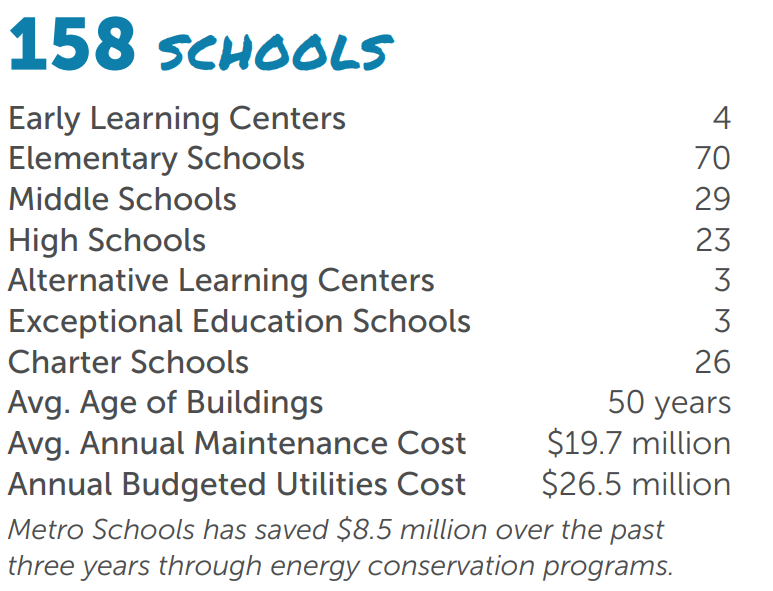 158 SCHOOLS
Early Learning Centers 4
Elementary Schools 70
Middle Schools 29
High Schools 23
Alternative Learning Centers 3
Exceptional Education Schools 3
Charter Schools 26
Avg. Age of Buildings 50 years
Avg. Annual Maintenance Cost $19.7 million
Annual Budgeted Utilities Cost $26.5 million
Metro Schools has saved $8.5 million over the past
three years through energy conservation programs.